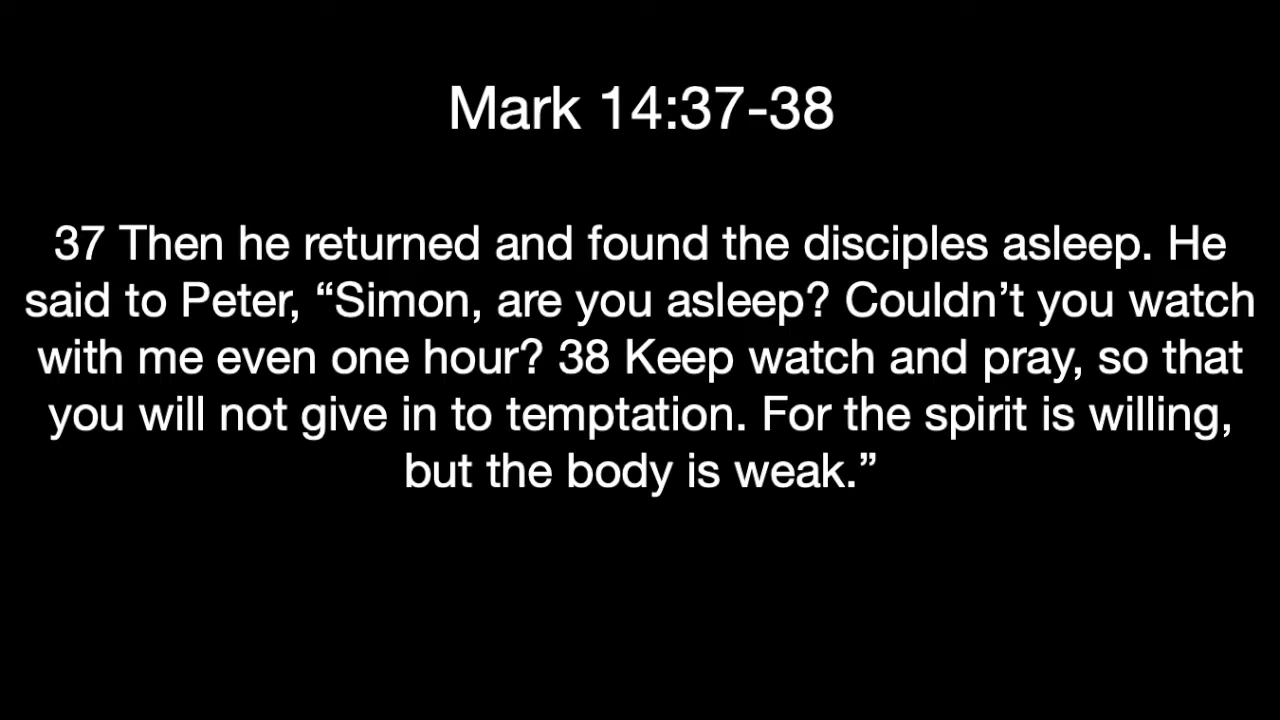 Mark 14:37-38
37 Then he returned and found the disciples asleep. He
said to Peter, “Simon, are you asleep? Couldn’t you watch
with me even one hour? 38 Keep watch and pray, so that
you will not give in to temptation. For the spirit is willing,
but the body is weak.”